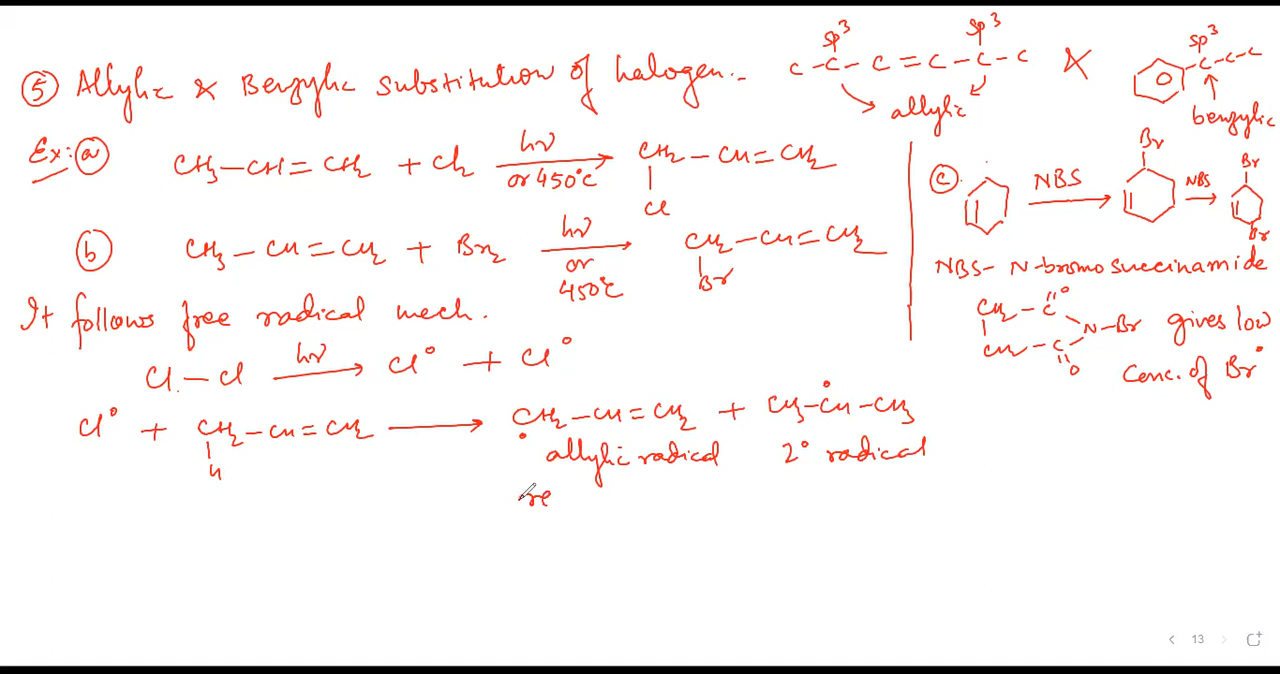 ⑤ Allylic & Benzylic substitution of halogen.-
sp³ sp³
C - C - C = C - C - C &
allylic
sp³
C - C - C
benzylic
Ex: ⓐ CH₃-CH=CH₂ + Cl₂ hν or 450°C CH₂-CH=CH₂
Cl
ⓑ CH₃-CH=CH₂ + Br₂ hν or 450°C CH₂-CH=CH₂
Br
ⓒ NBS Br NBS Br
Br
NBS- N-bromosuccinamide
CH₂-C=O
CH₂-C=O
N-Br gives low
Conc. of Br•
It follows free radical mech.
Cl-Cl hν Cl° + Cl°
Cl° + CH₂-CH=CH₂ CH₂-CH=CH₂ + CH₃-CH-CH₃
H
allylic radical 2° radical
re
13